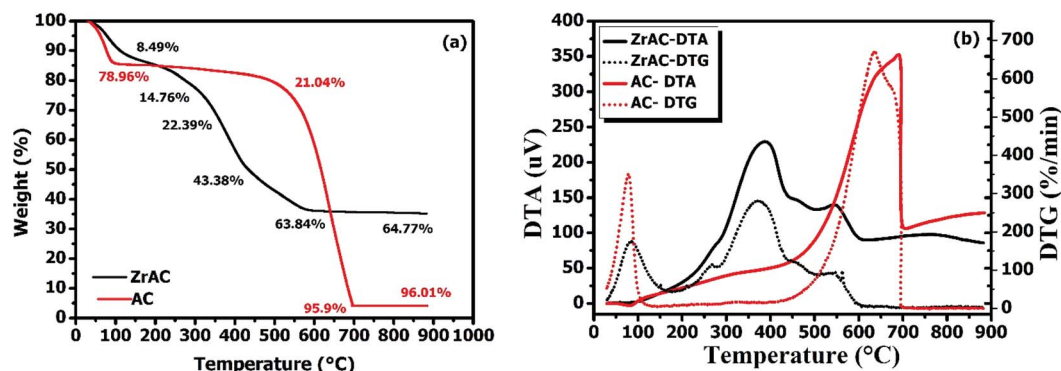 (a)
100
90
80
70
60
50
40
30
20
10
0
Weight (%)
8.49%
78.96%
21.04%
14.76%
22.39%
43.38%
63.84%
64.77%
ZrAC
AC
95.9%
96.01%
0 100 200 300 400 500 600 700 800 900 1000
Temperature (°C)
(b)
400
350
300
250
200
150
100
50
0
DTA (uV)
ZrAC-DTA
ZrAC-DTG
AC- DTA
AC- DTG
700
600
500
400
300
200
100
0
DTG (%/min)
0 100 200 300 400 500 600 700 800 900
Temperature (°C)